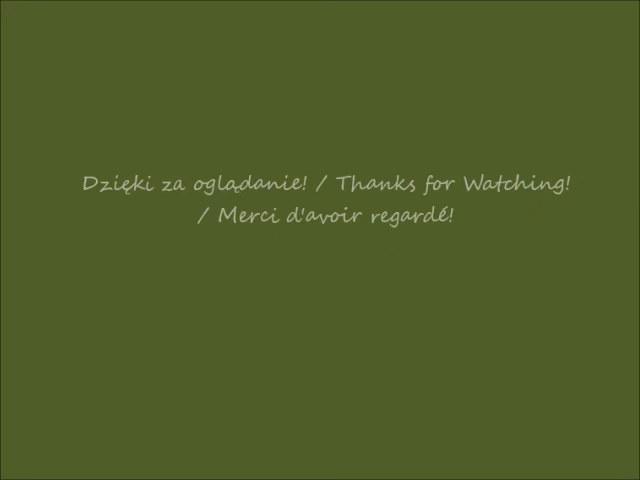 Dzięki za oglądanie! / Thanks for Watching!
/ Merci d'avoir regardé!